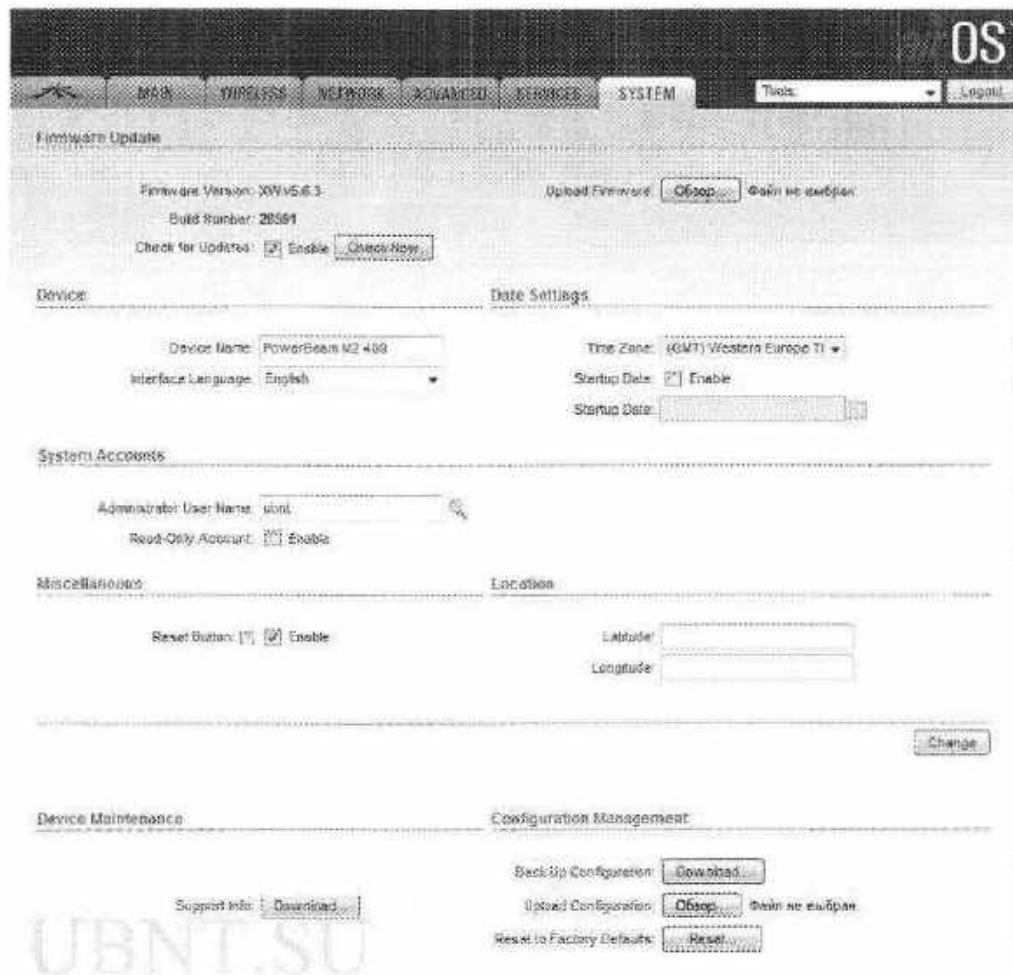 OS
MAIN WIRELESS NETWORK ADVANCED SERVICES SYSTEM Tools: Logout
Firmware Update
Firmware Version: XW.v5.6.3 Upload Firmware: Обзор... Файл не выбран.
Build Number: 28591
Check for Updates: Enable Check Now
Device Date Settings
Device Name: PowerBeam M2 400 Time Zone: (GMT) Western Europe Ti
Interface Language: English Startup Date: Enable
Startup Date:
System Accounts
Administrator User Name: ubnt
Read-Only Account: Enable
Miscellaneous Location
Reset Button: [?] Enable Latitude:
Longitude:
Change
Device Maintenance Configuration Management
Back Up Configuration: Download...
Support Info: Download... Upload Configuration: Обзор... Файл не выбран.
Reset to Factory Defaults: Reset...
UBNT.SU